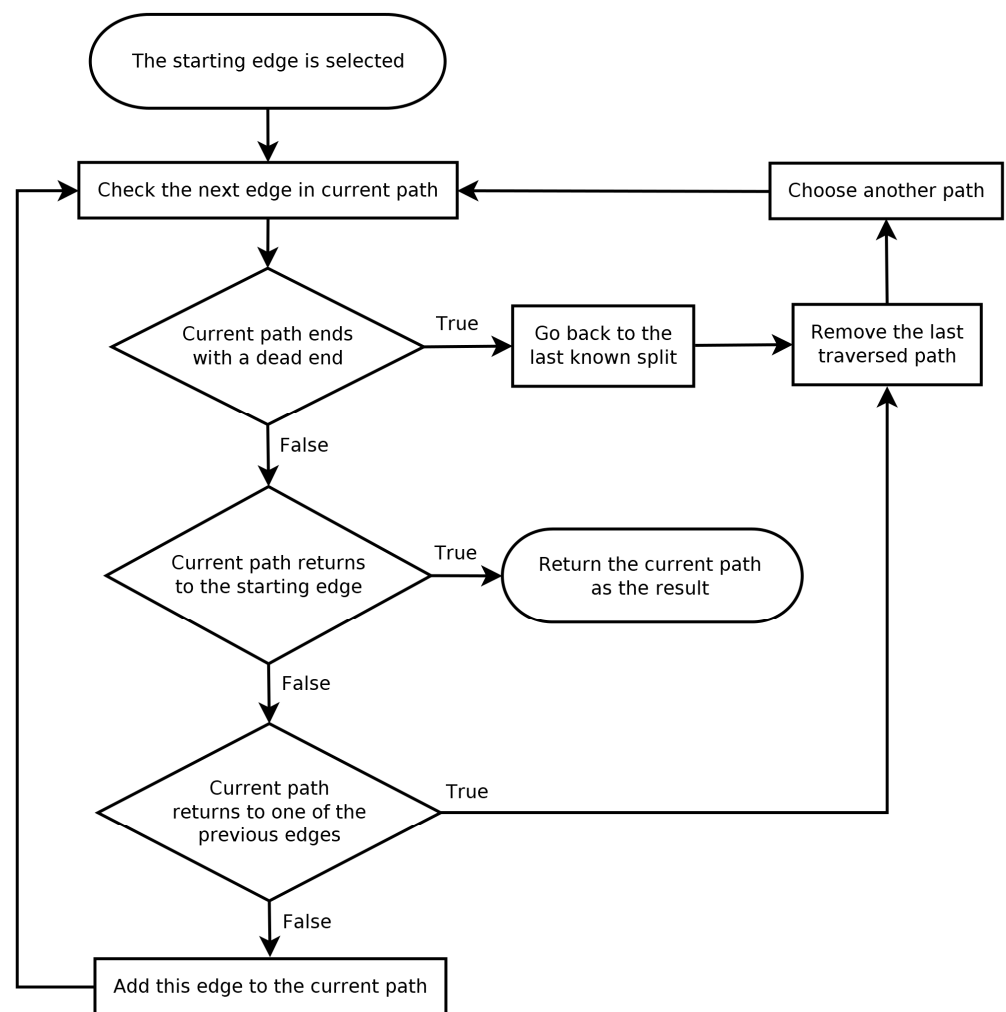 The starting edge is selected
Check the next edge in current path
Choose another path
Current path ends
with a dead end
True
Go back to the
last known split
Remove the last
traversed path
False
Current path returns
to the starting edge
True
Return the current path
as the result
False
Current path
returns to one of the
previous edges
True
False
Add this edge to the current path